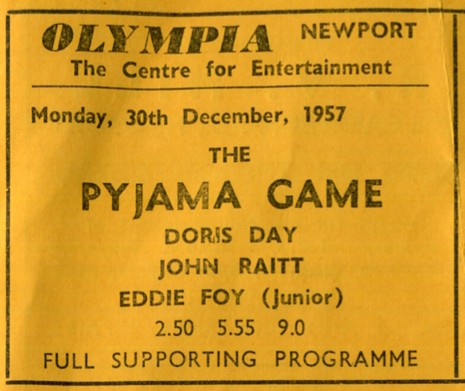 OLYMPIA NEWPORT
The Centre for Entertainment
Monday, 30th December, 1957
THE
PYJAMA GAME
DORIS DAY
JOHN RAITT
EDDIE FOY (Junior)
2.50 5.55 9.0
FULL SUPPORTING PROGRAMME